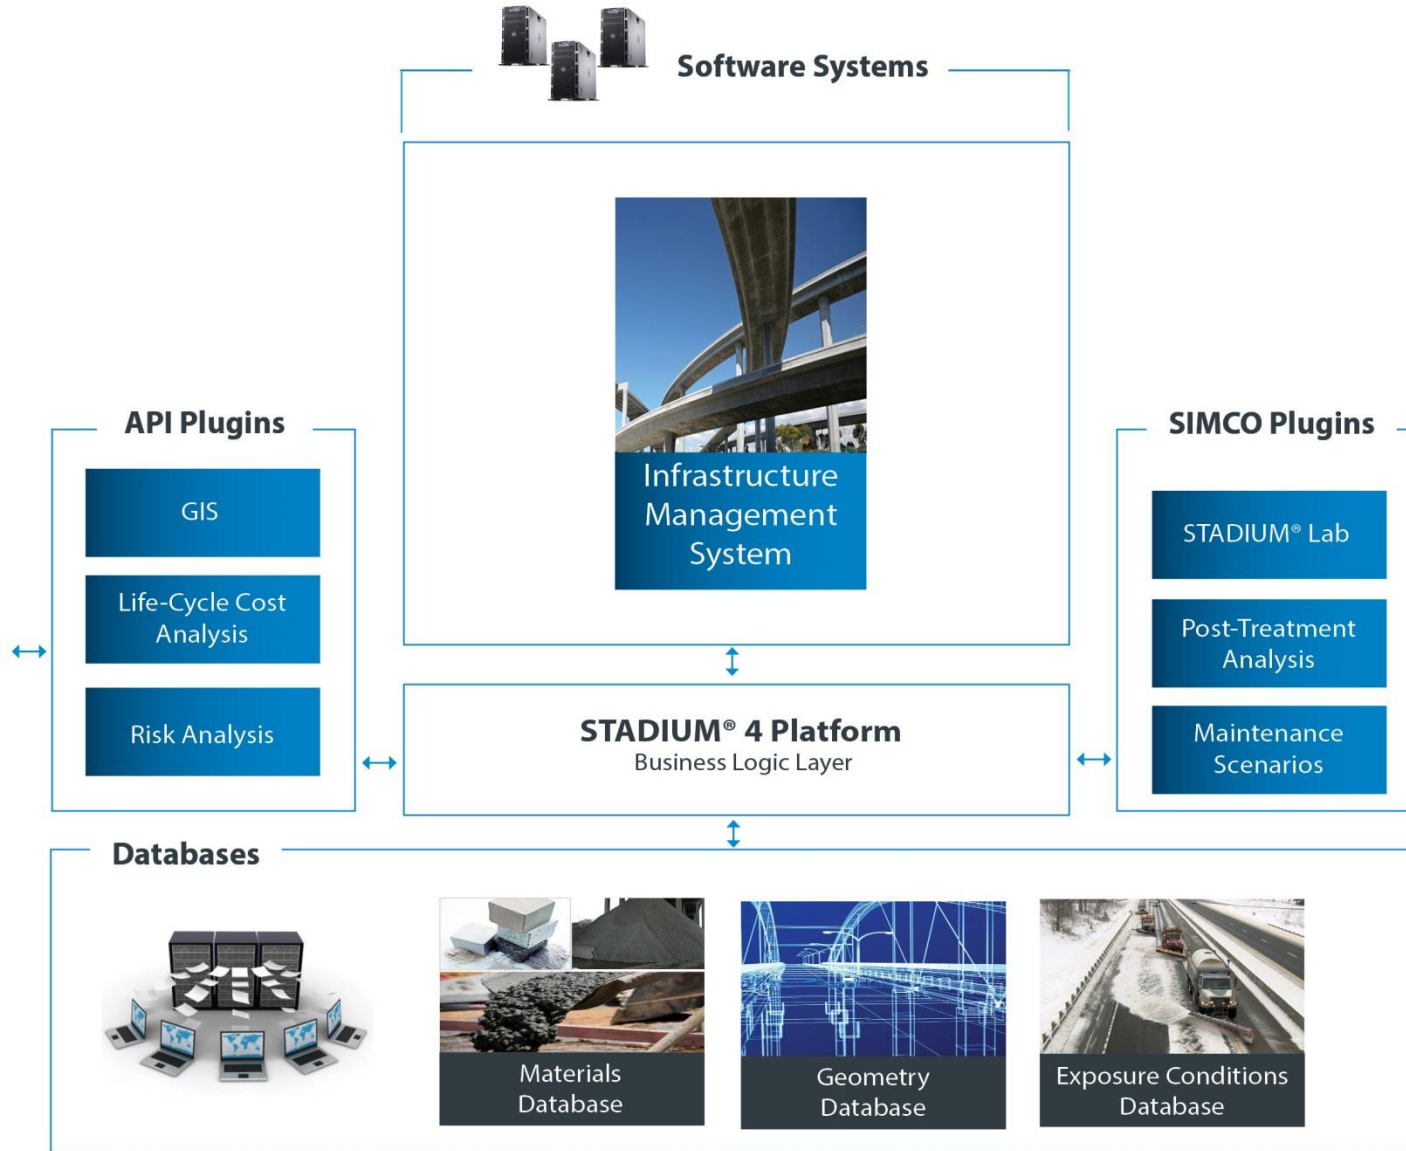 Software Systems
Infrastructure
Management
System
API Plugins
GIS
Life-Cycle Cost
Analysis
Risk Analysis
SIMCO Plugins
STADIUM® Lab
Post-Treatment
Analysis
Maintenance
Scenarios
STADIUM® 4 Platform
Business Logic Layer
Databases
Materials
Database
Geometry
Database
Exposure Conditions
Database